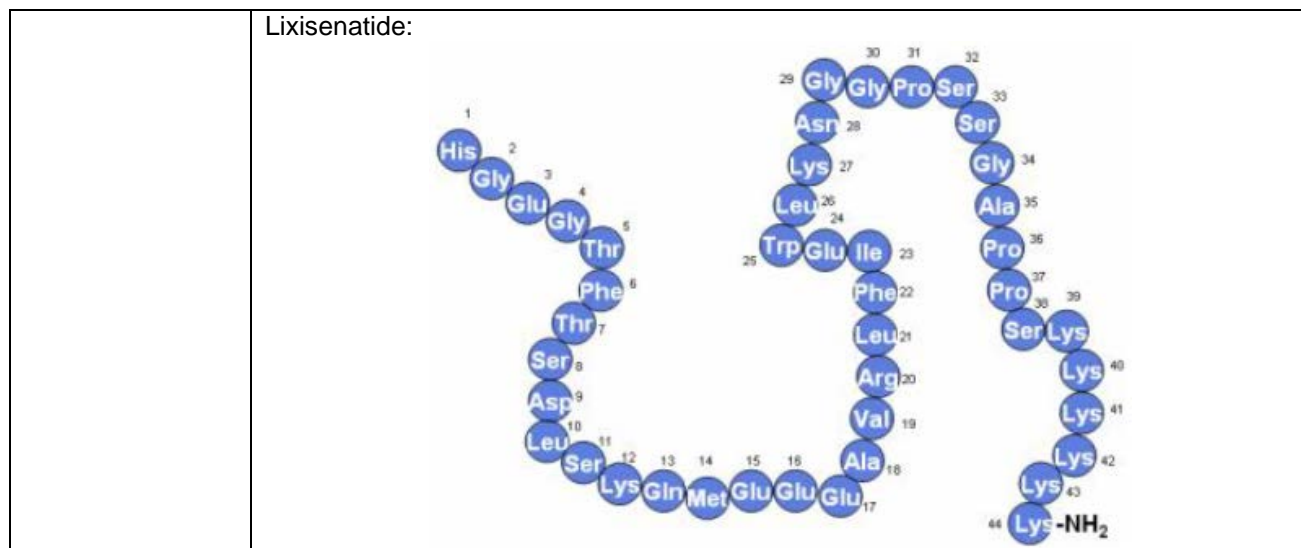 Lixisenatide:
1 His
2 Gly
3 Glu
4 Gly
5 Thr
6 Phe
7 Thr
8 Ser
9 Asp
10 Leu
11 Ser
12 Lys
13 Gln
14 Met
15 Glu
16 Glu
17 Glu
18 Ala
19 Val
20 Arg
21 Leu
22 Phe
23 Ile
24 Glu
25 Trp
26 Leu
27 Lys
28 Asn
29 Gly
30 Gly
31 Pro
32 Ser
33 Ser
34 Gly
35 Ala
36 Pro
37 Pro
38 Ser
39 Lys
40 Lys
41 Lys
42 Lys
43 Lys
44 Lys -NH₂